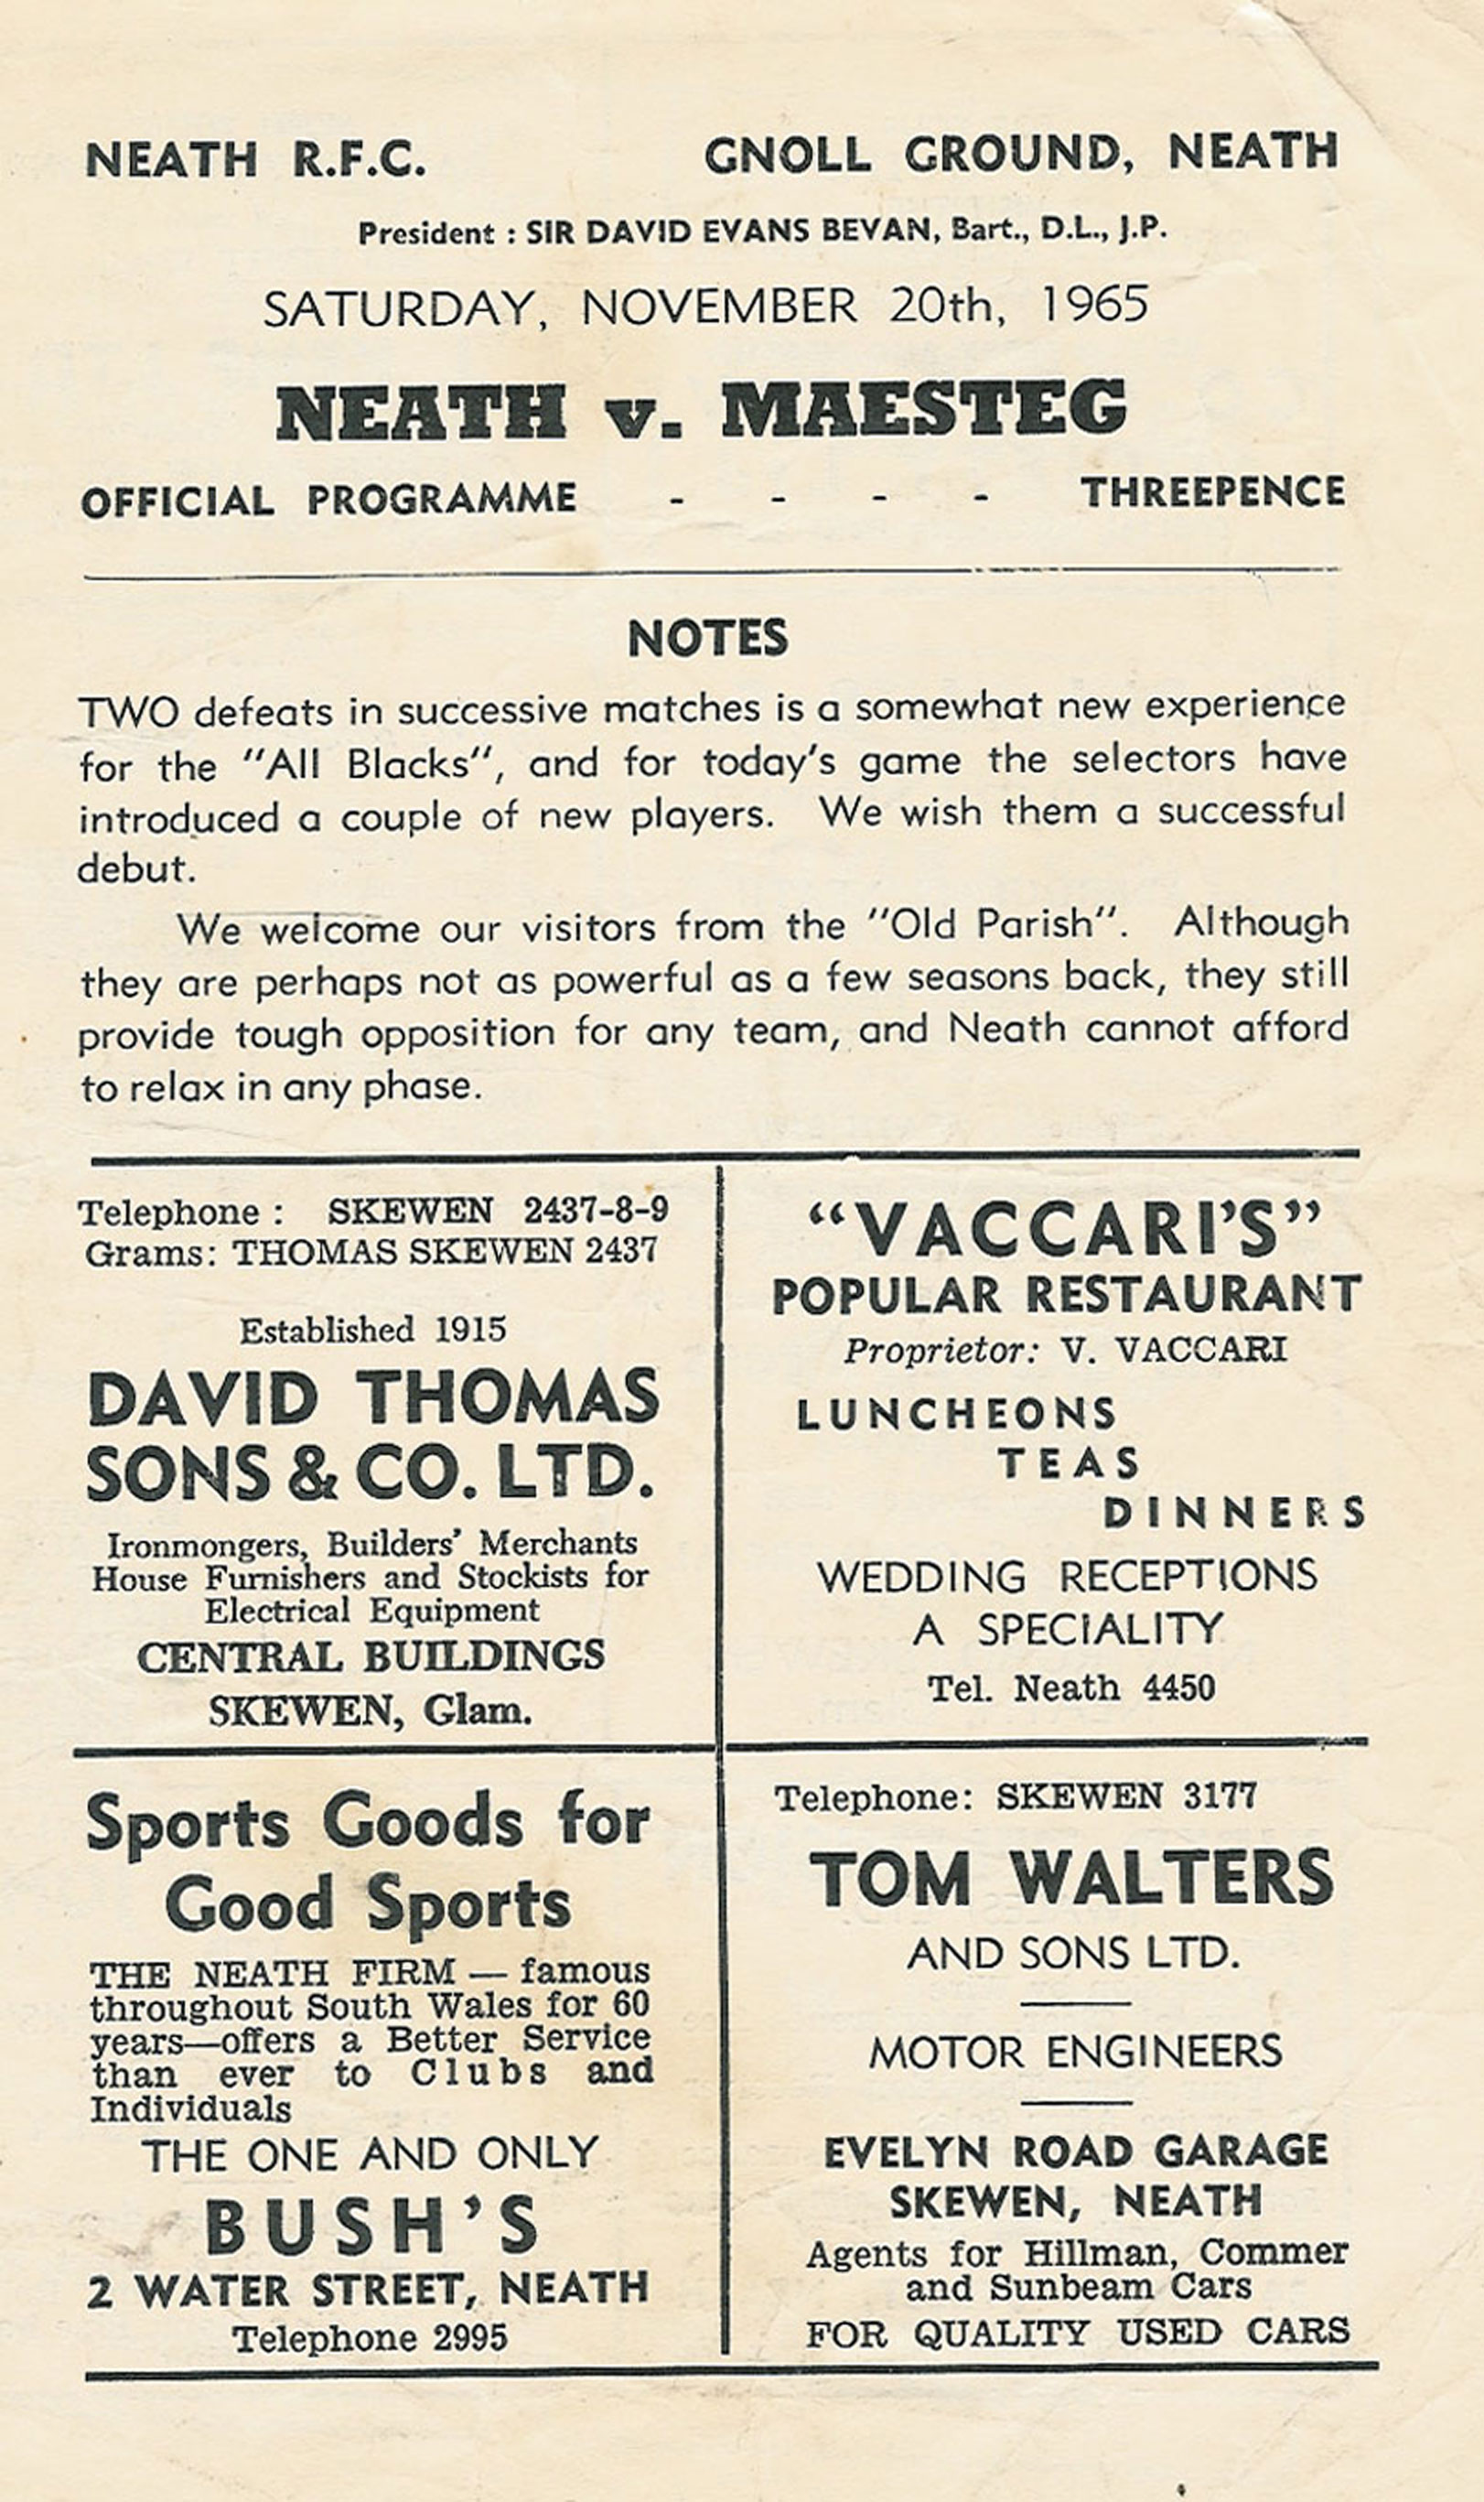 NEATH R.F.C. GNOLL GROUND, NEATH
President : SIR DAVID EVANS BEVAN, Bart., D.L., J.P.
SATURDAY, NOVEMBER 20th, 1965
NEATH v. MAESTEG
OFFICIAL PROGRAMME - - - - THREEPENCE
NOTES
TWO defeats in successive matches is a somewhat new experience
for the "All Blacks", and for today's game the selectors have
introduced a couple of new players. We wish them a successful
debut.
We welcome our visitors from the "Old Parish". Although
they are perhaps not as powerful as a few seasons back, they still
provide tough opposition for any team, and Neath cannot afford
to relax in any phase.
Telephone : SKEWEN 2437-8-9
Grams: THOMAS SKEWEN 2437
Established 1915
DAVID THOMAS
SONS & CO. LTD.
Ironmongers, Builders' Merchants
House Furnishers and Stockists for
Electrical Equipment
CENTRAL BUILDINGS
SKEWEN, Glam.
"VACCARI'S"
POPULAR RESTAURANT
Proprietor: V. VACCARI
LUNCHEONS
TEAS
DINNERS
WEDDING RECEPTIONS
A SPECIALITY
Tel. Neath 4450
Sports Goods for
Good Sports
THE NEATH FIRM — famous
throughout South Wales for 60
years—offers a Better Service
than ever to Clubs and
Individuals
THE ONE AND ONLY
BUSH'S
2 WATER STREET, NEATH
Telephone 2995
Telephone: SKEWEN 3177
TOM WALTERS
AND SONS LTD.
MOTOR ENGINEERS
EVELYN ROAD GARAGE
SKEWEN, NEATH
Agents for Hillman, Commer
and Sunbeam Cars
FOR QUALITY USED CARS